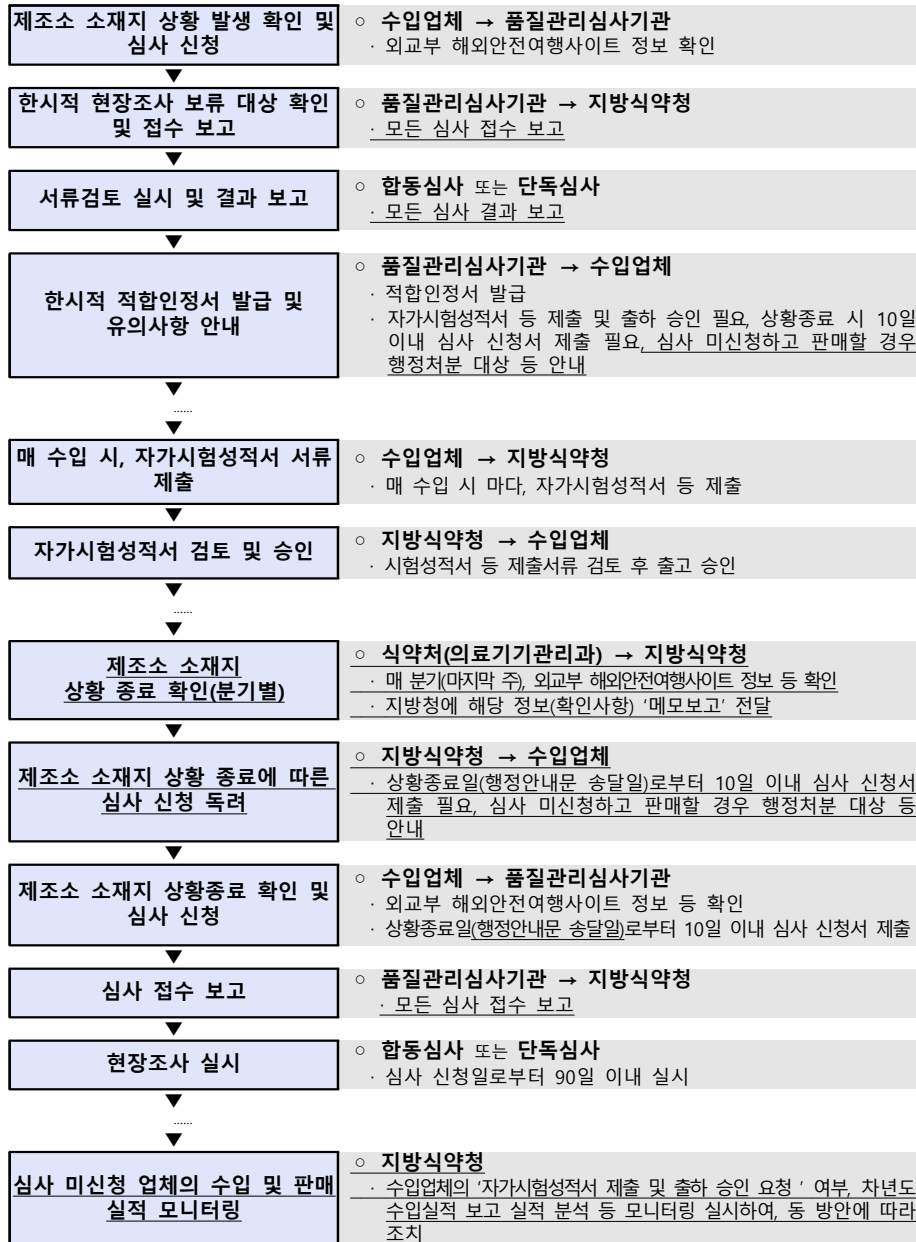 제조소 소재지 상황 발생 확인 및
심사 신청
○ 수입업체 → 품질관리심사기관
· 외교부 해외안전여행사이트 정보 확인
▼
한시적 현장조사 보류 대상 확인
및 접수 보고
○ 품질관리심사기관 → 지방식약청
· 모든 심사 접수 보고
▼
서류검토 실시 및 결과 보고
○ 합동심사 또는 단독심사
· 모든 심사 결과 보고
▼
한시적 적합인정서 발급 및
유의사항 안내
○ 품질관리심사기관 → 수입업체
· 적합인정서 발급
· 자가시험성적서 등 제출 및 출하 승인 필요, 상황종료 시 10일
이내 심사 신청서 제출 필요, 심사 미신청하고 판매할 경우
행정처분 대상 등 안내
▼
......
▼
매 수입 시, 자가시험성적서 서류
제출
○ 수입업체 → 지방식약청
· 매 수입 시 마다, 자가시험성적서 등 제출
▼
자가시험성적서 검토 및 승인
○ 지방식약청 → 수입업체
· 시험성적서 등 제출서류 검토 후 출고 승인
▼
......
▼
제조소 소재지
상황 종료 확인(분기별)
○ 식약처(의료기기관리과) → 지방식약청
· 매 분기(마지막 주), 외교부 해외안전여행사이트 정보 등 확인
· 지방청에 해당 정보(확인사항) '메모보고' 전달
▼
제조소 소재지 상황 종료에 따른
심사 신청 독려
○ 지방식약청 → 수입업체
· 상황종료일(행정안내문 송달일)로부터 10일 이내 심사 신청서
제출 필요, 심사 미신청하고 판매할 경우 행정처분 대상 등
안내
▼
제조소 소재지 상황종료 확인 및
심사 신청
○ 수입업체 → 품질관리심사기관
· 외교부 해외안전여행사이트 정보 등 확인
· 상황종료일(행정안내문 송달일)로부터 10일 이내 심사 신청서 제출
▼
심사 접수 보고
○ 품질관리심사기관 → 지방식약청
· 모든 심사 접수 보고
▼
현장조사 실시
○ 합동심사 또는 단독심사
· 심사 신청일로부터 90일 이내 실시
▼
......
▼
심사 미신청 업체의 수입 및 판매
실적 모니터링
○ 지방식약청
· 수입업체의 '자가시험성적서 제출 및 출하 승인 요청 ' 여부, 차년도
수입실적 보고 실적 분석 등 모니터링 실시하여, 동 방안에 따라
조치